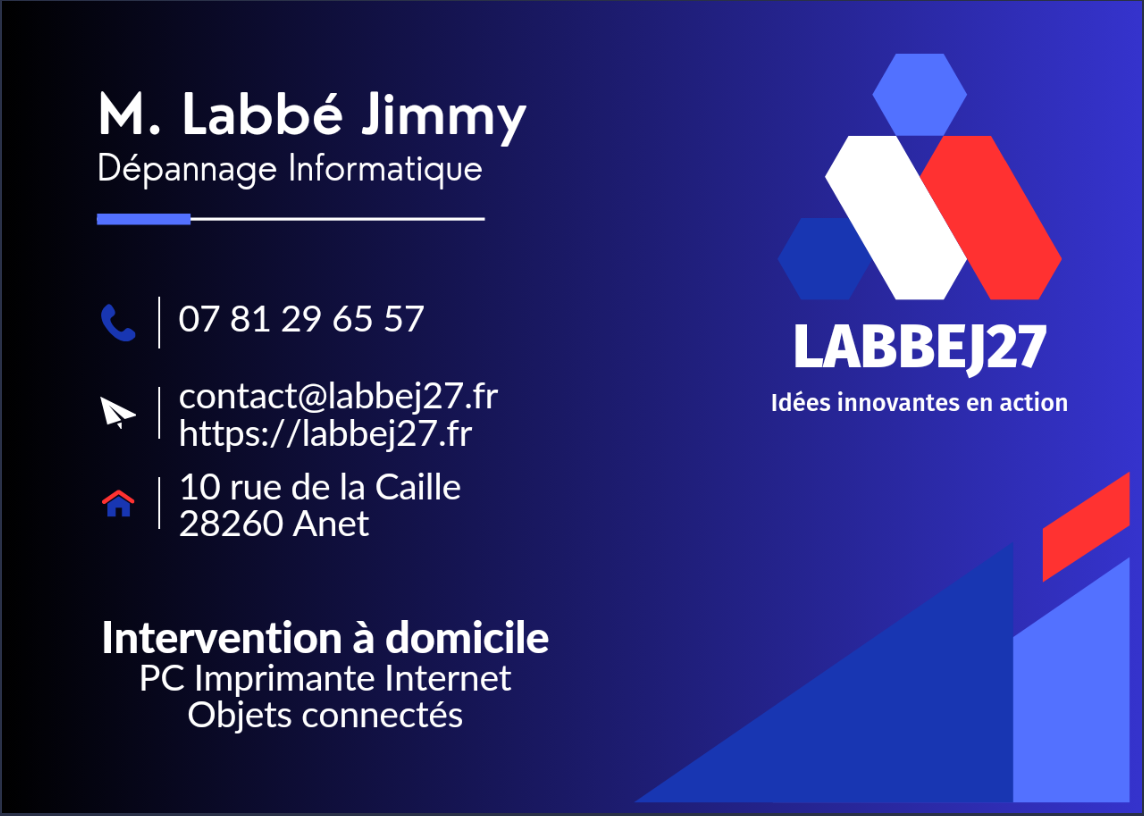 M. Labbé Jimmy
Dépannage Informatique
07 81 29 65 57
contact@labbej27.fr
https://labbej27.fr
10 rue de la Caille
28260 Anet
Intervention à domicile
PC Imprimante Internet
Objets connectés
LABBEJ27
Idées innovantes en action